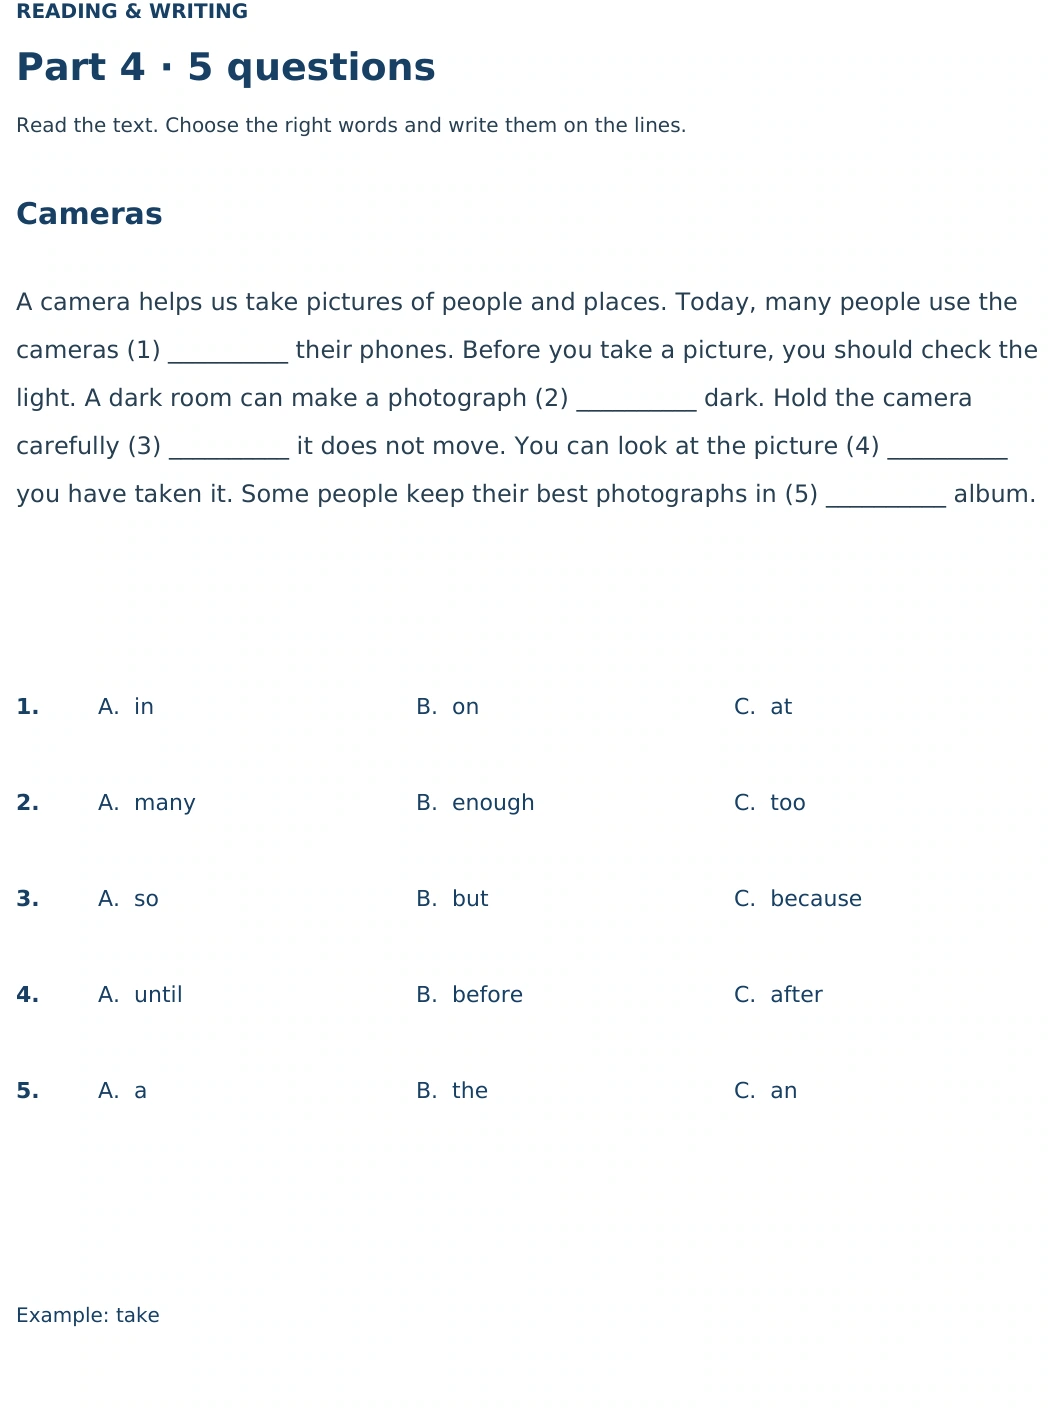 READING & WRITING
Part 4 · 5 questions
Read the text. Choose the right words and write them on the lines.
Cameras
A camera helps us take pictures of people and places. Today, many people use the
cameras (1) __________ their phones. Before you take a picture, you should check the
light. A dark room can make a photograph (2) __________ dark. Hold the camera
carefully (3) __________ it does not move. You can look at the picture (4) __________
you have taken it. Some people keep their best photographs in (5) __________ album.
1. A. in B. on C. at
2. A. many B. enough C. too
3. A. so B. but C. because
4. A. until B. before C. after
5. A. a B. the C. an
Example: take